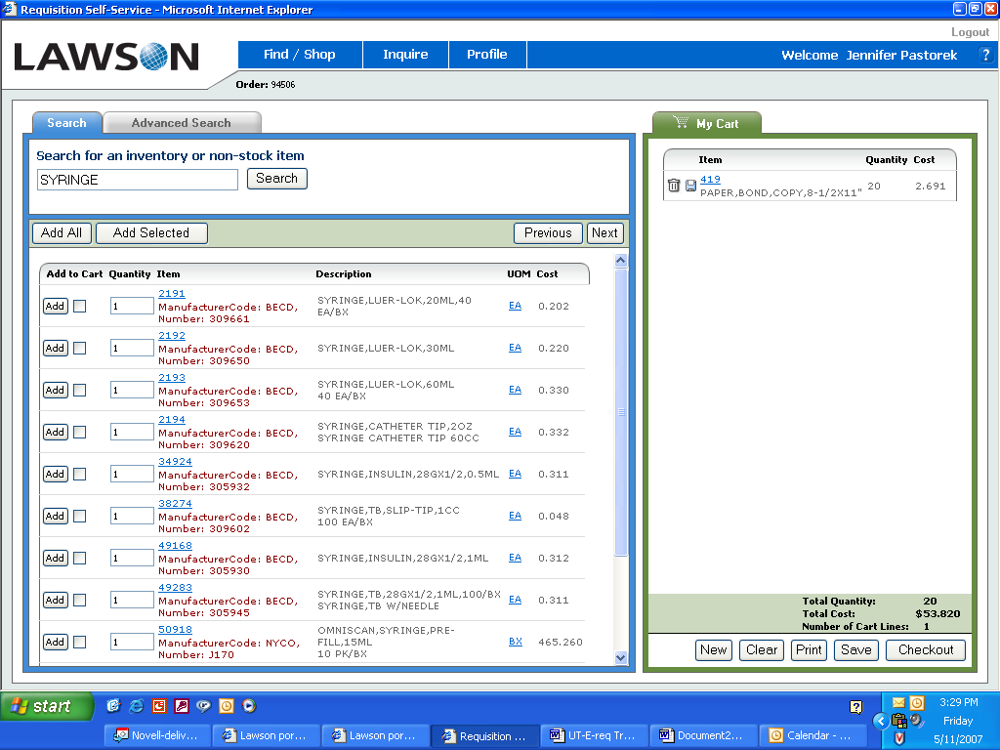 Requisition Self-Service - Microsoft Internet Explorer
LAWSON
Find / Shop
Inquire
Profile
Logout
Welcome Jennifer Pastorek
?
Order: 94506
Search
Advanced Search
Search for an inventory or non-stock item
SYRINGE
Search
Add All
Add Selected
Previous
Next
Add to Cart Quantity Item Description UOM Cost
Add 1 2191
ManufacturerCode: BECD,
Number: 309661
SYRINGE,LUER-LOK,20ML,40
EA/BX
EA 0.202
Add 1 2192
ManufacturerCode: BECD,
Number: 309650
SYRINGE,LUER-LOK,30ML
EA 0.220
Add 1 2193
ManufacturerCode: BECD,
Number: 309653
SYRINGE,LUER-LOK,60ML
40 EA/BX
EA 0.330
Add 1 2194
ManufacturerCode: BECD,
Number: 309620
SYRINGE,CATHETER TIP,2OZ
SYRINGE CATHETER TIP 60CC
EA 0.332
Add 1 34924
ManufacturerCode: BECD,
Number: 305932
SYRINGE,INSULIN,28GX1/2,0.5ML
EA 0.311
Add 1 38274
ManufacturerCode: BECD,
Number: 309602
SYRINGE,TB,SLIP-TIP,1CC
100 EA/BX
EA 0.048
Add 1 49168
ManufacturerCode: BECD,
Number: 305930
SYRINGE,INSULIN,28GX1/2,1ML
EA 0.312
Add 1 49283
ManufacturerCode: BECD,
Number: 305945
SYRINGE,TB,28GX1/2,1ML,100/BX
SYRINGE,TB W/NEEDLE
EA 0.311
Add 1 50918
ManufacturerCode: NYCO,
Number: J170
OMNISCAN,SYRINGE,PRE-
FILL,15ML
10 PK/BX
BX 465.260
My Cart
Item Quantity Cost
419
PAPER,BOND,COPY,8-1/2X11"
20 2.691
Total Quantity: 20
Total Cost: $53.820
Number of Cart Lines: 1
New
Clear
Print
Save
Checkout
start
Novell-deliv...
Lawson por...
Lawson por...
Requisition ...
UT-E-req Tr...
Document2...
Calendar - ...
?
3:29 PM
Friday
5/11/2007